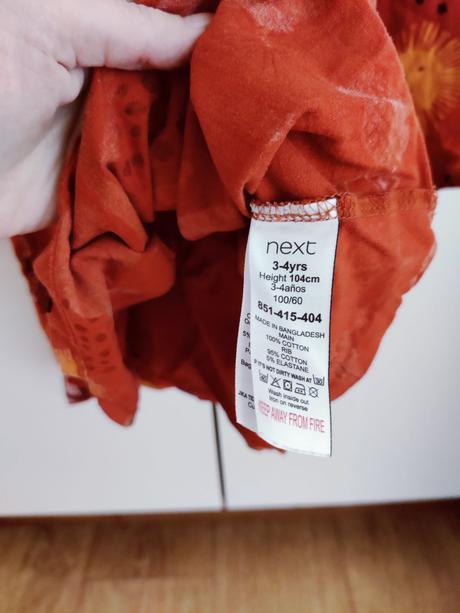 next
3-4yrs
Height 104cm
3-4años
100/60
851-415-404
MADE IN BANGLADESH
MAIN
100% COTTON
RIB
95% COTTON
5% ELASTANE
IF IT'S NOT DIRTY WASH AT
Wash inside out
Iron on reverse
KEEP AWAY FROM FIRE